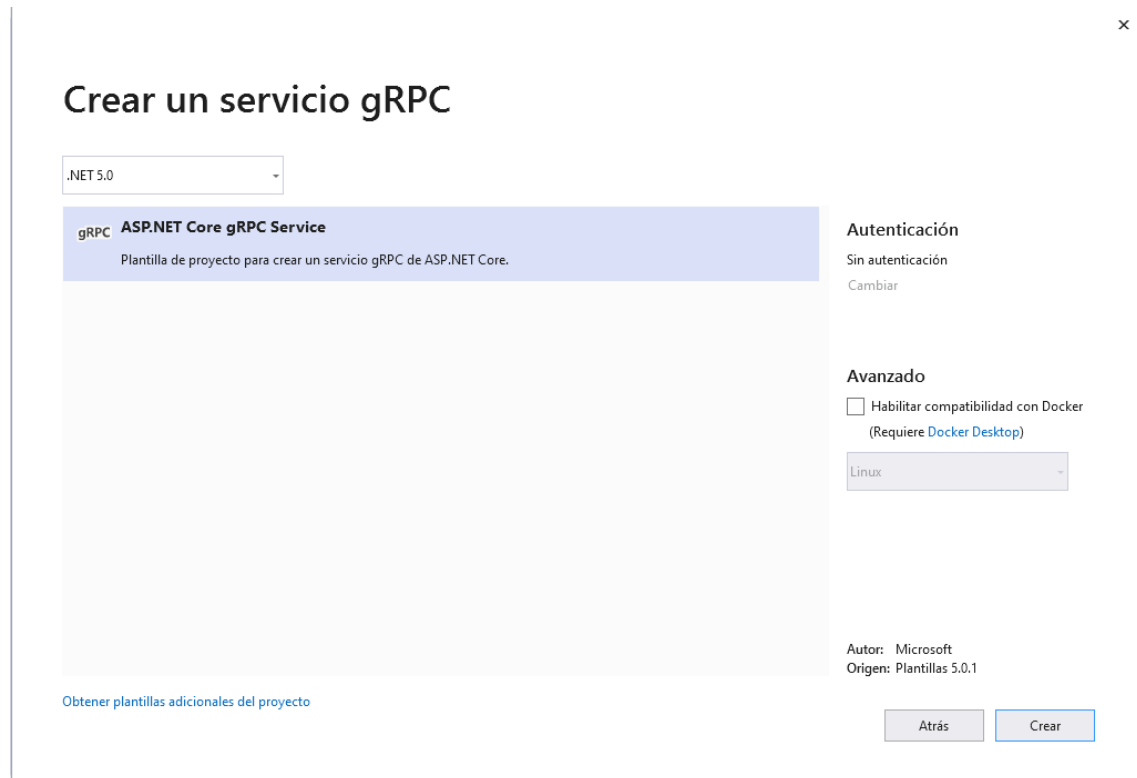 ×
Crear un servicio gRPC
.NET 5.0
gRPC ASP.NET Core gRPC Service
Plantilla de proyecto para crear un servicio gRPC de ASP.NET Core.
Autenticación
Sin autenticación
Cambiar
Avanzado
Habilitar compatibilidad con Docker
(Requiere Docker Desktop)
Linux
Autor: Microsoft
Origen: Plantillas 5.0.1
Obtener plantillas adicionales del proyecto
Atrás Crear